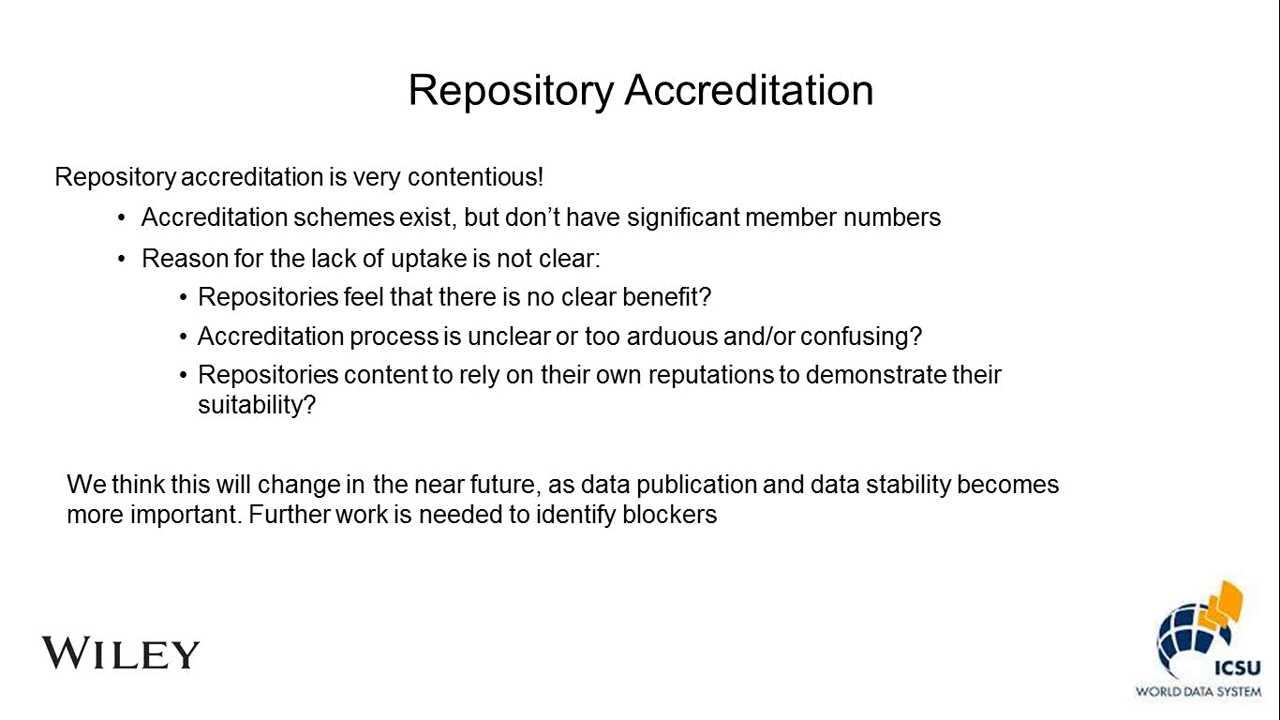 Repository Accreditation
Repository accreditation is very contentious!
• Accreditation schemes exist, but don’t have significant member numbers
• Reason for the lack of uptake is not clear:
• Repositories feel that there is no clear benefit?
• Accreditation process is unclear or too arduous and/or confusing?
• Repositories content to rely on their own reputations to demonstrate their
suitability?
We think this will change in the near future, as data publication and data stability becomes
more important. Further work is needed to identify blockers
WILEY
ICSU
WORLD DATA SYSTEM